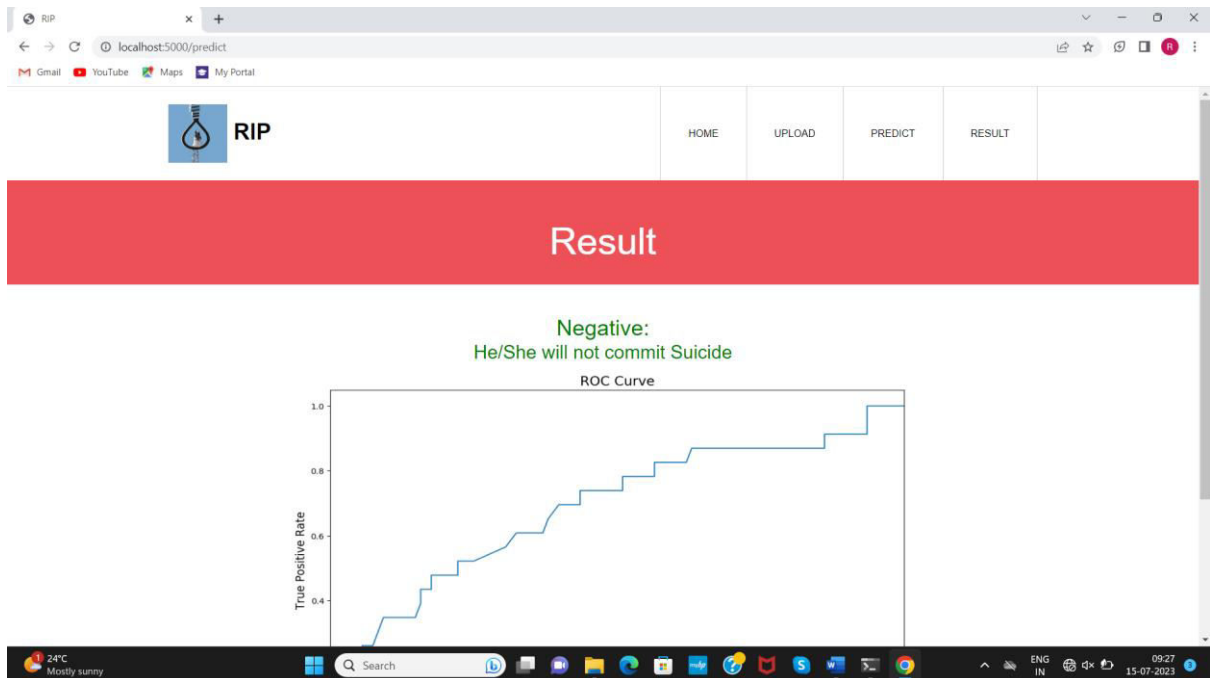 RIP
localhost:5000/predict
Gmail YouTube Maps My Portal
RIP
HOME UPLOAD PREDICT RESULT
Result
Negative:
He/She will not commit Suicide
ROC Curve
1.0
0.8
0.6
0.4
True Positive Rate
24°C
Mostly sunny
Search
ENG
IN
09:27
15-07-2023